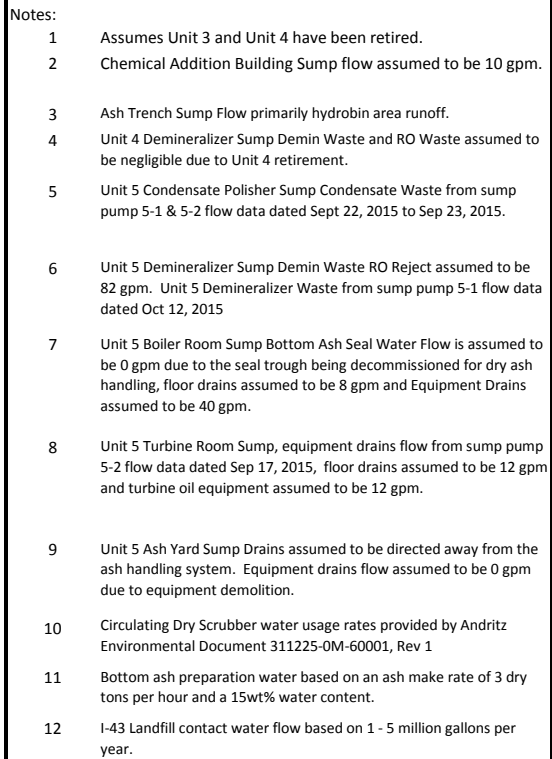 Notes:
1 Assumes Unit 3 and Unit 4 have been retired.
2 Chemical Addition Building Sump flow assumed to be 10 gpm.
3 Ash Trench Sump Flow primarily hydrobin area runoff.
4 Unit 4 Demineralizer Sump Demin Waste and RO Waste assumed to
be negligible due to Unit 4 retirement.
5 Unit 5 Condensate Polisher Sump Condensate Waste from sump
pump 5-1 & 5-2 flow data dated Sept 22, 2015 to Sep 23, 2015.
6 Unit 5 Demineralizer Sump Demin Waste RO Reject assumed to be
82 gpm. Unit 5 Demineralizer Waste from sump pump 5-1 flow data
dated Oct 12, 2015
7 Unit 5 Boiler Room Sump Bottom Ash Seal Water Flow is assumed to
be 0 gpm due to the seal trough being decommissioned for dry ash
handling, floor drains assumed to be 8 gpm and Equipment Drains
assumed to be 40 gpm.
8 Unit 5 Turbine Room Sump, equipment drains flow from sump pump
5-2 flow data dated Sep 17, 2015, floor drains assumed to be 12 gpm
and turbine oil equipment assumed to be 12 gpm.
9 Unit 5 Ash Yard Sump Drains assumed to be directed away from the
ash handling system. Equipment drains flow assumed to be 0 gpm
due to equipment demolition.
10 Circulating Dry Scrubber water usage rates provided by Andritz
Environmental Document 311225-0M-60001, Rev 1
11 Bottom ash preparation water based on an ash make rate of 3 dry
tons per hour and a 15wt% water content.
12 I-43 Landfill contact water flow based on 1 - 5 million gallons per
year.